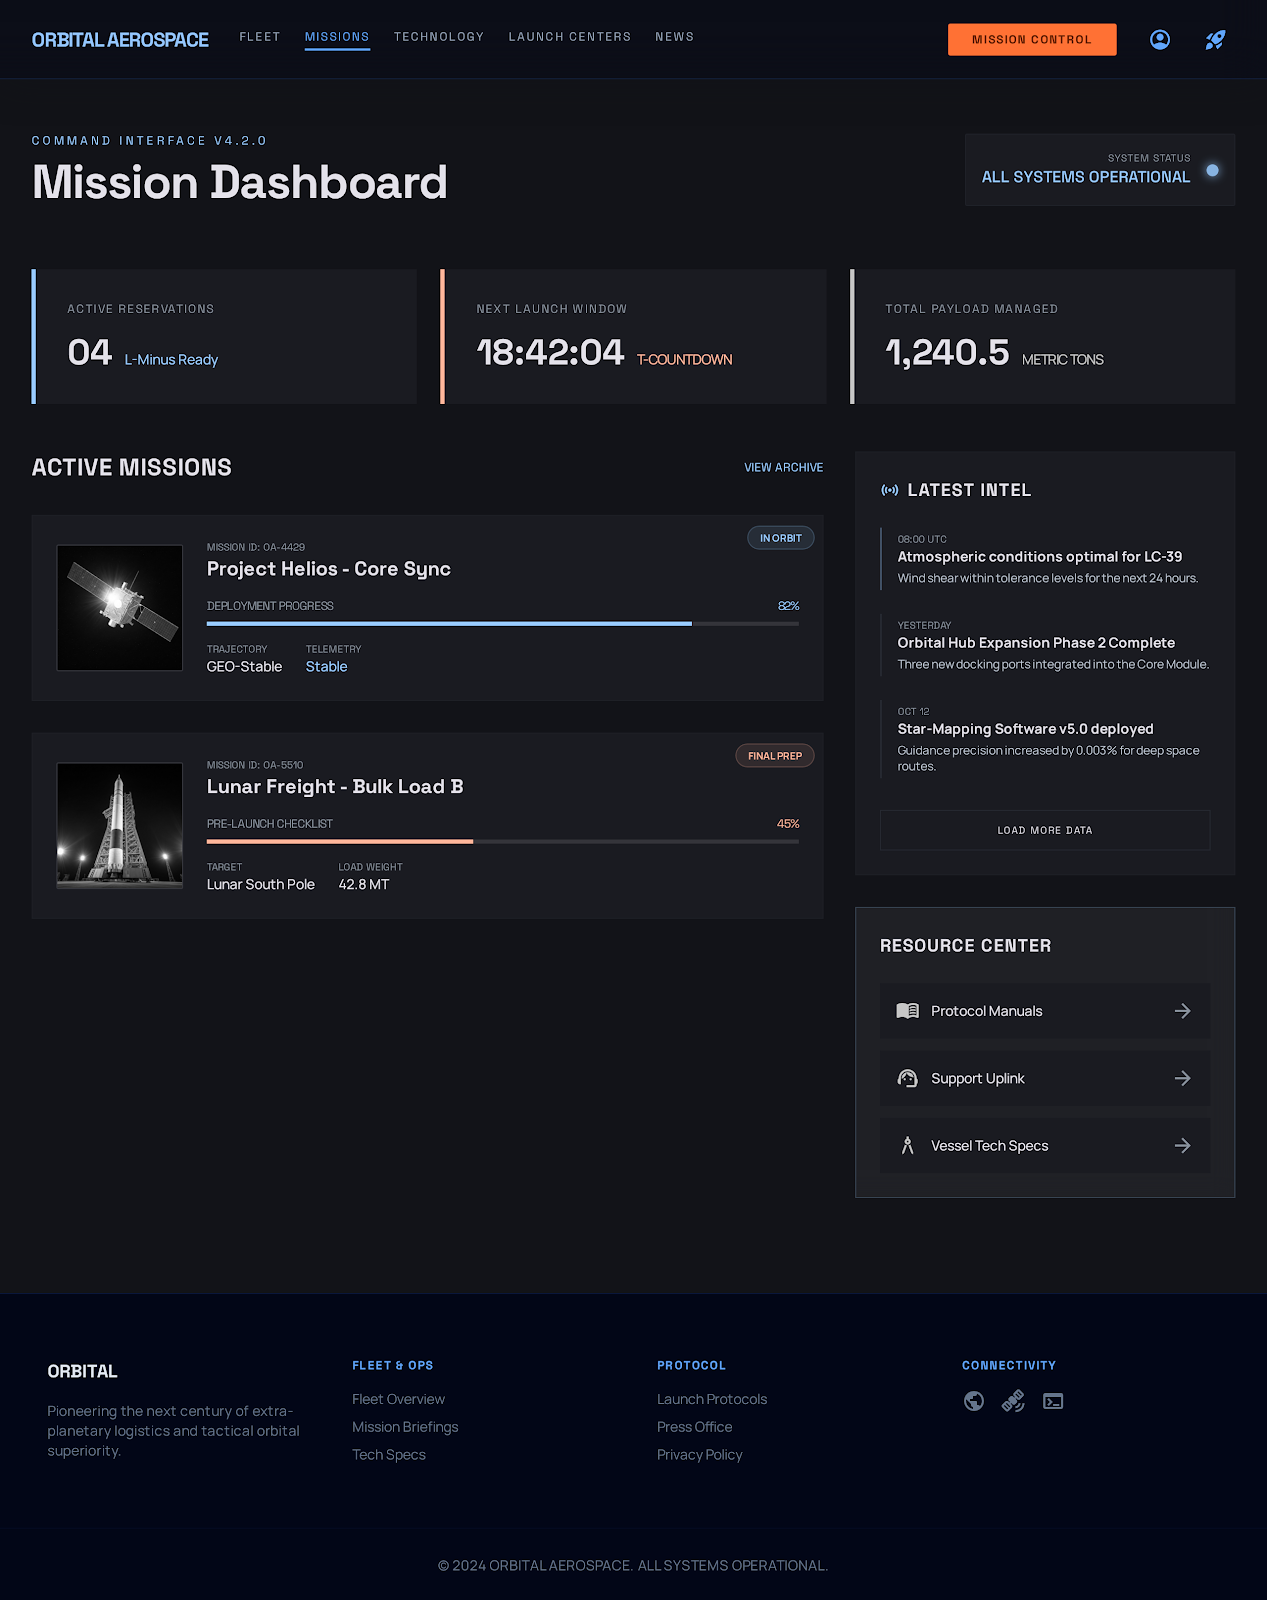 ORBITAL AEROSPACE
FLEET
MISSIONS
TECHNOLOGY
LAUNCH CENTERS
NEWS
MISSION CONTROL
COMMAND INTERFACE V4.2.0
Mission Dashboard
SYSTEM STATUS
ALL SYSTEMS OPERATIONAL
ACTIVE RESERVATIONS
04 L-Minus Ready
NEXT LAUNCH WINDOW
18:42:04 T-COUNTDOWN
TOTAL PAYLOAD MANAGED
1,240.5 METRIC TONS
ACTIVE MISSIONS
VIEW ARCHIVE
IN ORBIT
MISSION ID: OA-4429
Project Helios - Core Sync
DEPLOYMENT PROGRESS
82%
TRAJECTORY
GEO-Stable
TELEMETRY
Stable
FINAL PREP
MISSION ID: OA-5510
Lunar Freight - Bulk Load B
PRE-LAUNCH CHECKLIST
45%
TARGET
Lunar South Pole
LOAD WEIGHT
42.8 MT
LATEST INTEL
08:00 UTC
Atmospheric conditions optimal for LC-39
Wind shear within tolerance levels for the next 24 hours.
YESTERDAY
Orbital Hub Expansion Phase 2 Complete
Three new docking ports integrated into the Core Module.
OCT 12
Star-Mapping Software v5.0 deployed
Guidance precision increased by 0.003% for deep space
routes.
LOAD MORE DATA
RESOURCE CENTER
Protocol Manuals
Support Uplink
Vessel Tech Specs
ORBITAL
Pioneering the next century of extra-
planetary logistics and tactical orbital
superiority.
FLEET & OPS
Fleet Overview
Mission Briefings
Tech Specs
PROTOCOL
Launch Protocols
Press Office
Privacy Policy
CONNECTIVITY
© 2024 ORBITAL AEROSPACE. ALL SYSTEMS OPERATIONAL.